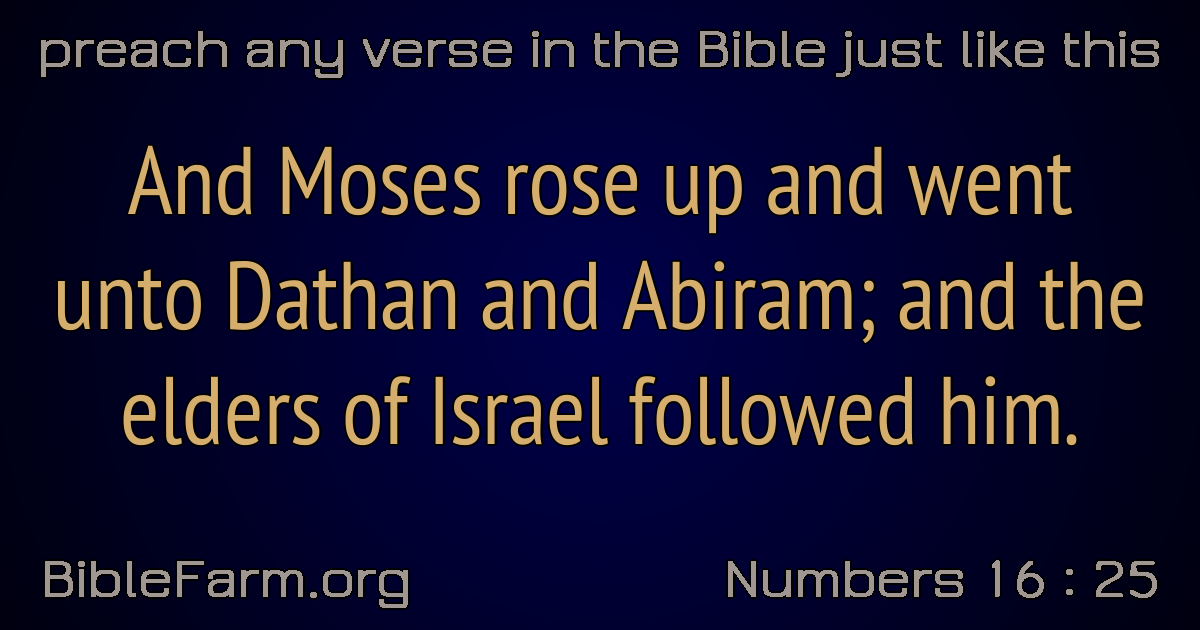 preach any verse in the Bible just like this
And Moses rose up and went
unto Dathan and Abiram; and the
elders of Israel followed him.
BibleFarm.org
Numbers 16 : 25